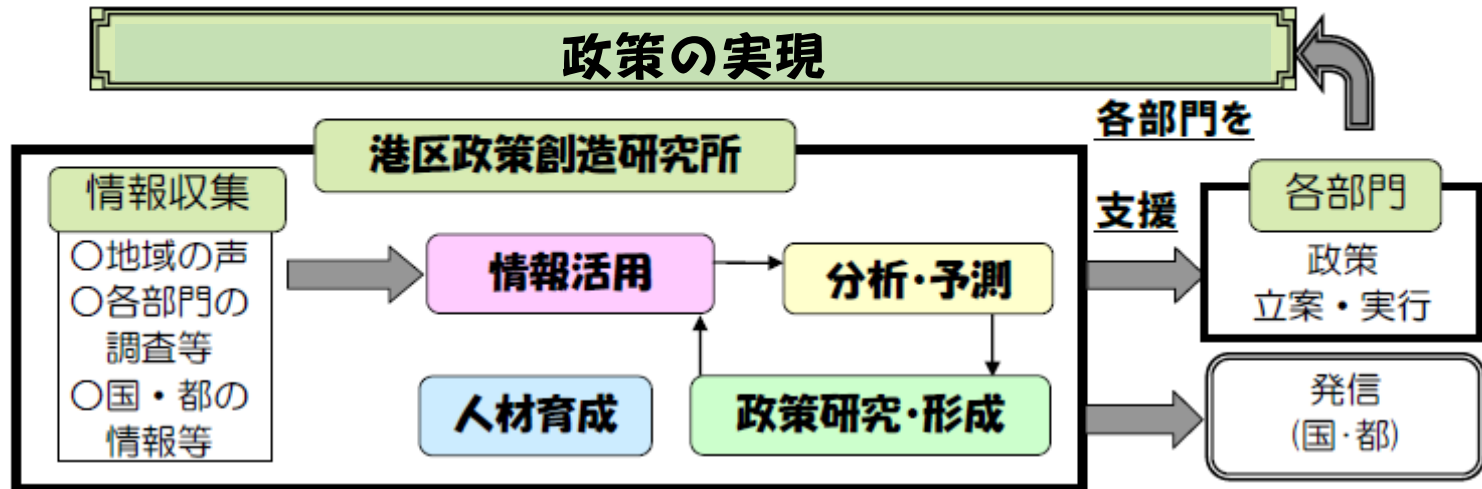 政策の実現
港区政策創造研究所
情報収集
○地域の声
○各部門の
調査等
○国・都の
情報等
情報活用
分析・予測
人材育成
政策研究・形成
各部門を
支援
各部門
政策
立案・実行
発信
(国・都)